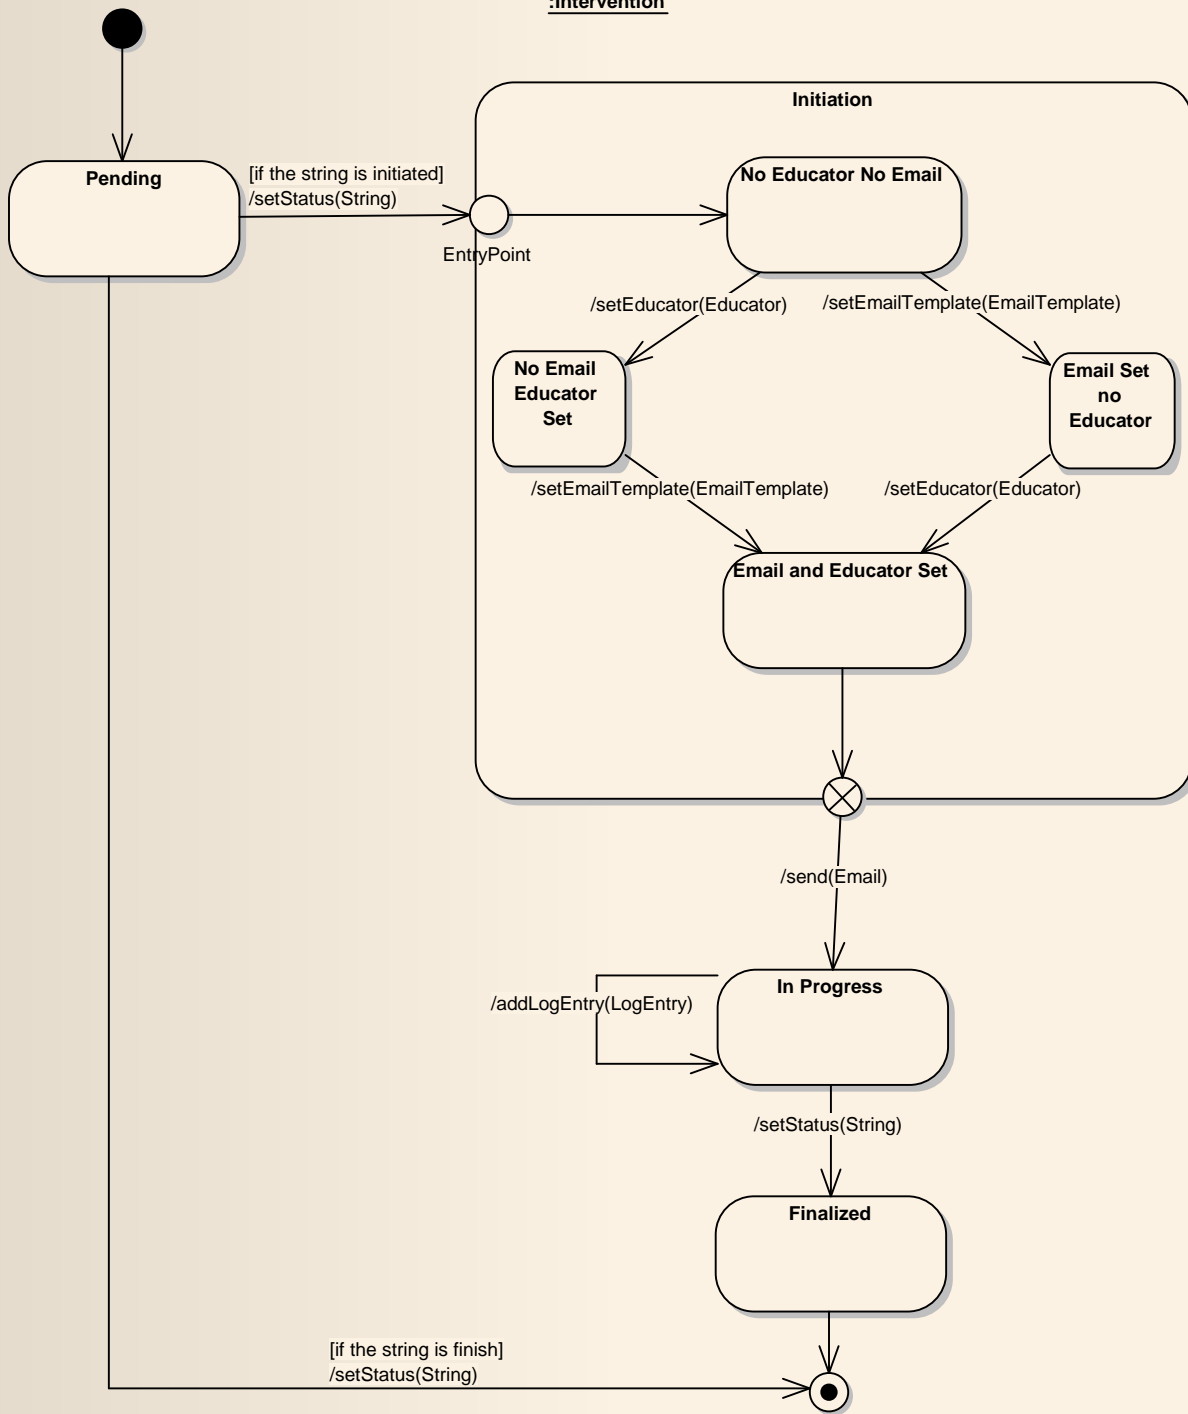 :Intervention
Initiation
Pending
[if the string is initiated]
/setStatus(String)
No Educator No Email
EntryPoint
/setEducator(Educator)
/setEmailTemplate(EmailTemplate)
No Email
Educator
Set
Email Set
no
Educator
/setEmailTemplate(EmailTemplate)
/setEducator(Educator)
Email and Educator Set
/send(Email)
In Progress
/addLogEntry(LogEntry)
/setStatus(String)
Finalized
[if the string is finish]
/setStatus(String)